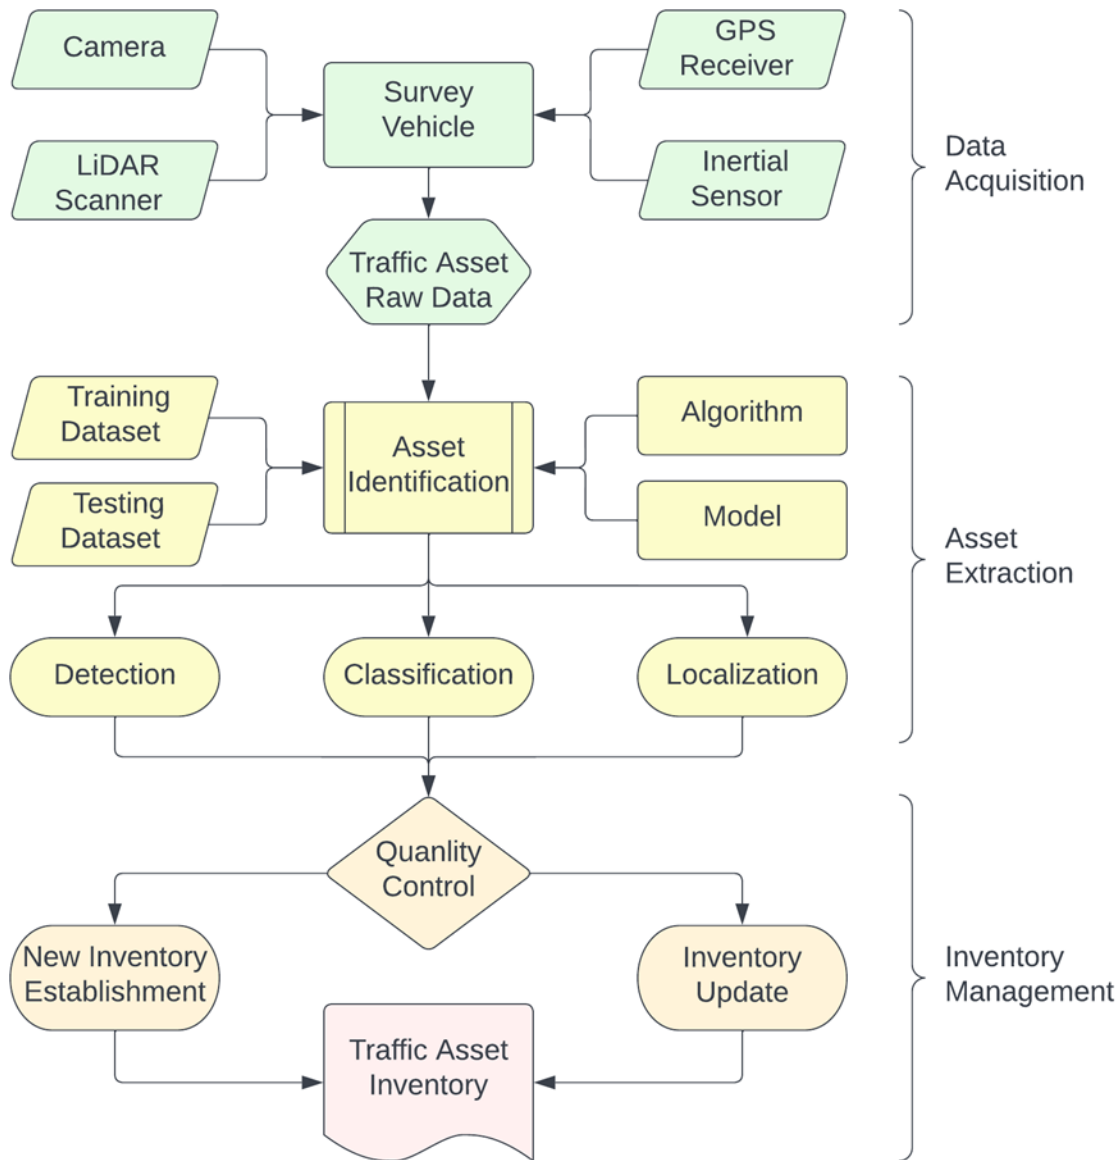 Camera
GPS
Receiver
Survey
Vehicle
LiDAR
Scanner
Inertial
Sensor
Data
Acquisition
Traffic Asset
Raw Data
Training
Dataset
Algorithm
Asset
Identification
Testing
Dataset
Model
Asset
Extraction
Detection
Classification
Localization
Quanlity
Control
New Inventory
Establishment
Inventory
Update
Inventory
Management
Traffic Asset
Inventory